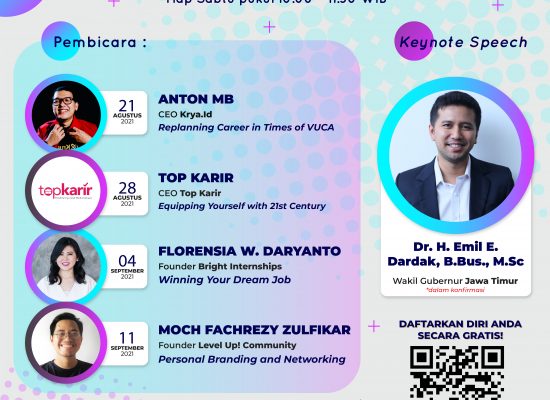 Tiap Sabtu pukul 10.00 - 11.30 WIB
Pembicara :
21
AGUSTUS
2021
ANTON MB
CEO Krya.Id
Replanning Career in Times of VUCA
topkarir
28
AGUSTUS
2021
TOP KARIR
CEO Top Karir
Equipping Yourself with 21st Century
04
SEPTEMBER
2021
FLORENSIA W. DARYANTO
Founder Bright Internships
Winning Your Dream Job
11
SEPTEMBER
2021
MOCH FACHREZY ZULFIKAR
Founder Level Up! Community
Personal Branding and Networking
Keynote Speech
Dr. H. Emil E.
Dardak, B.Bus., M.Sc
Wakil Gubernur Jawa Timur
*dalam konfirmasi
DAFTARKAN DIRI ANDA
SECARA GRATIS!